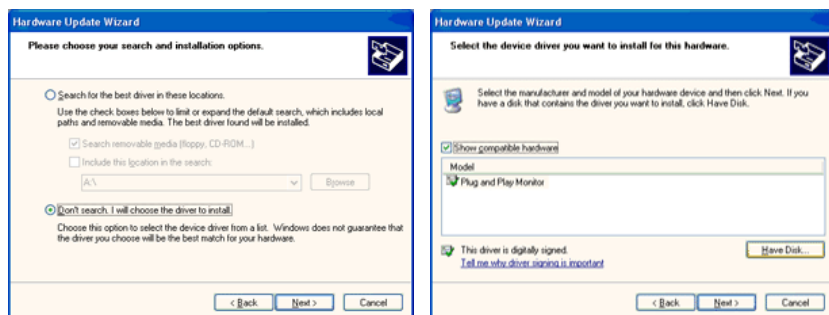 Hardware Update Wizard
Please choose your search and installation options.
Search for the best driver in these locations.
Use the check boxes below to limit or expand the default search, which includes local
paths and removable media. The best driver found will be installed.
Search removable media (floppy, CD-ROM...)
Include this location in the search:
A:\
Browse
Don't search. I will choose the driver to install.
Choose this option to select the device driver from a list. Windows does not guarantee that
the driver you choose will be the best match for your hardware.
< Back
Next >
Cancel
Hardware Update Wizard
Select the device driver you want to install for this hardware.
Select the manufacturer and model of your hardware device and then click Next. If you
have a disk that contains the driver you want to install, click Have Disk.
Show compatible hardware
Model
Plug and Play Monitor
This driver is digitally signed.
Tell me why driver signing is important
Have Disk...
< Back
Next >
Cancel